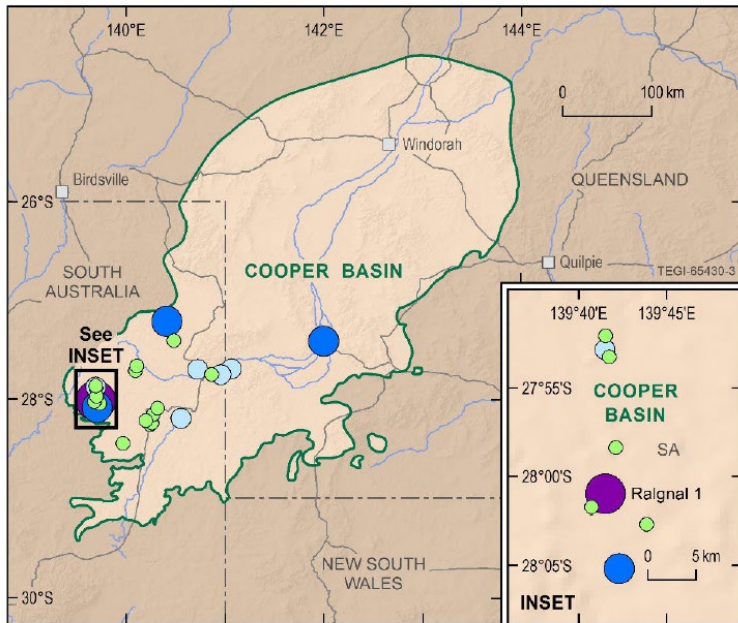 140°E
142°E
144°E
0 100 km
Windorah
Birdsville
QUEENSLAND
26°S
Quilpie
TEGI-65430-3
COOPER BASIN
SOUTH
AUSTRALIA
See
INSET
28°S
NEW SOUTH
WALES
30°S
139°40'E 139°45'E
27°55'S
COOPER
BASIN
SA
28°00'S
Ralgnal 1
28°05'S
0 5 km
INSET